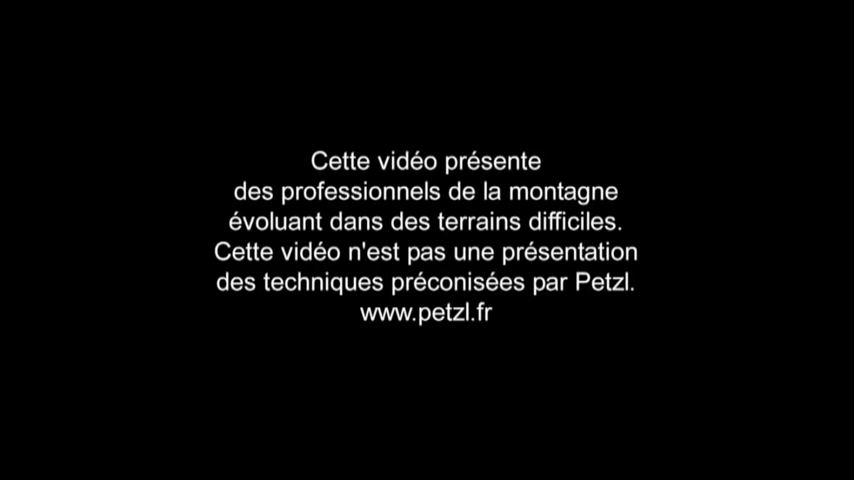 Cette vidéo présente
des professionnels de la montagne
évoluant dans des terrains difficiles.
Cette vidéo n'est pas une présentation
des techniques préconisées par Petzl.
www.petzl.fr